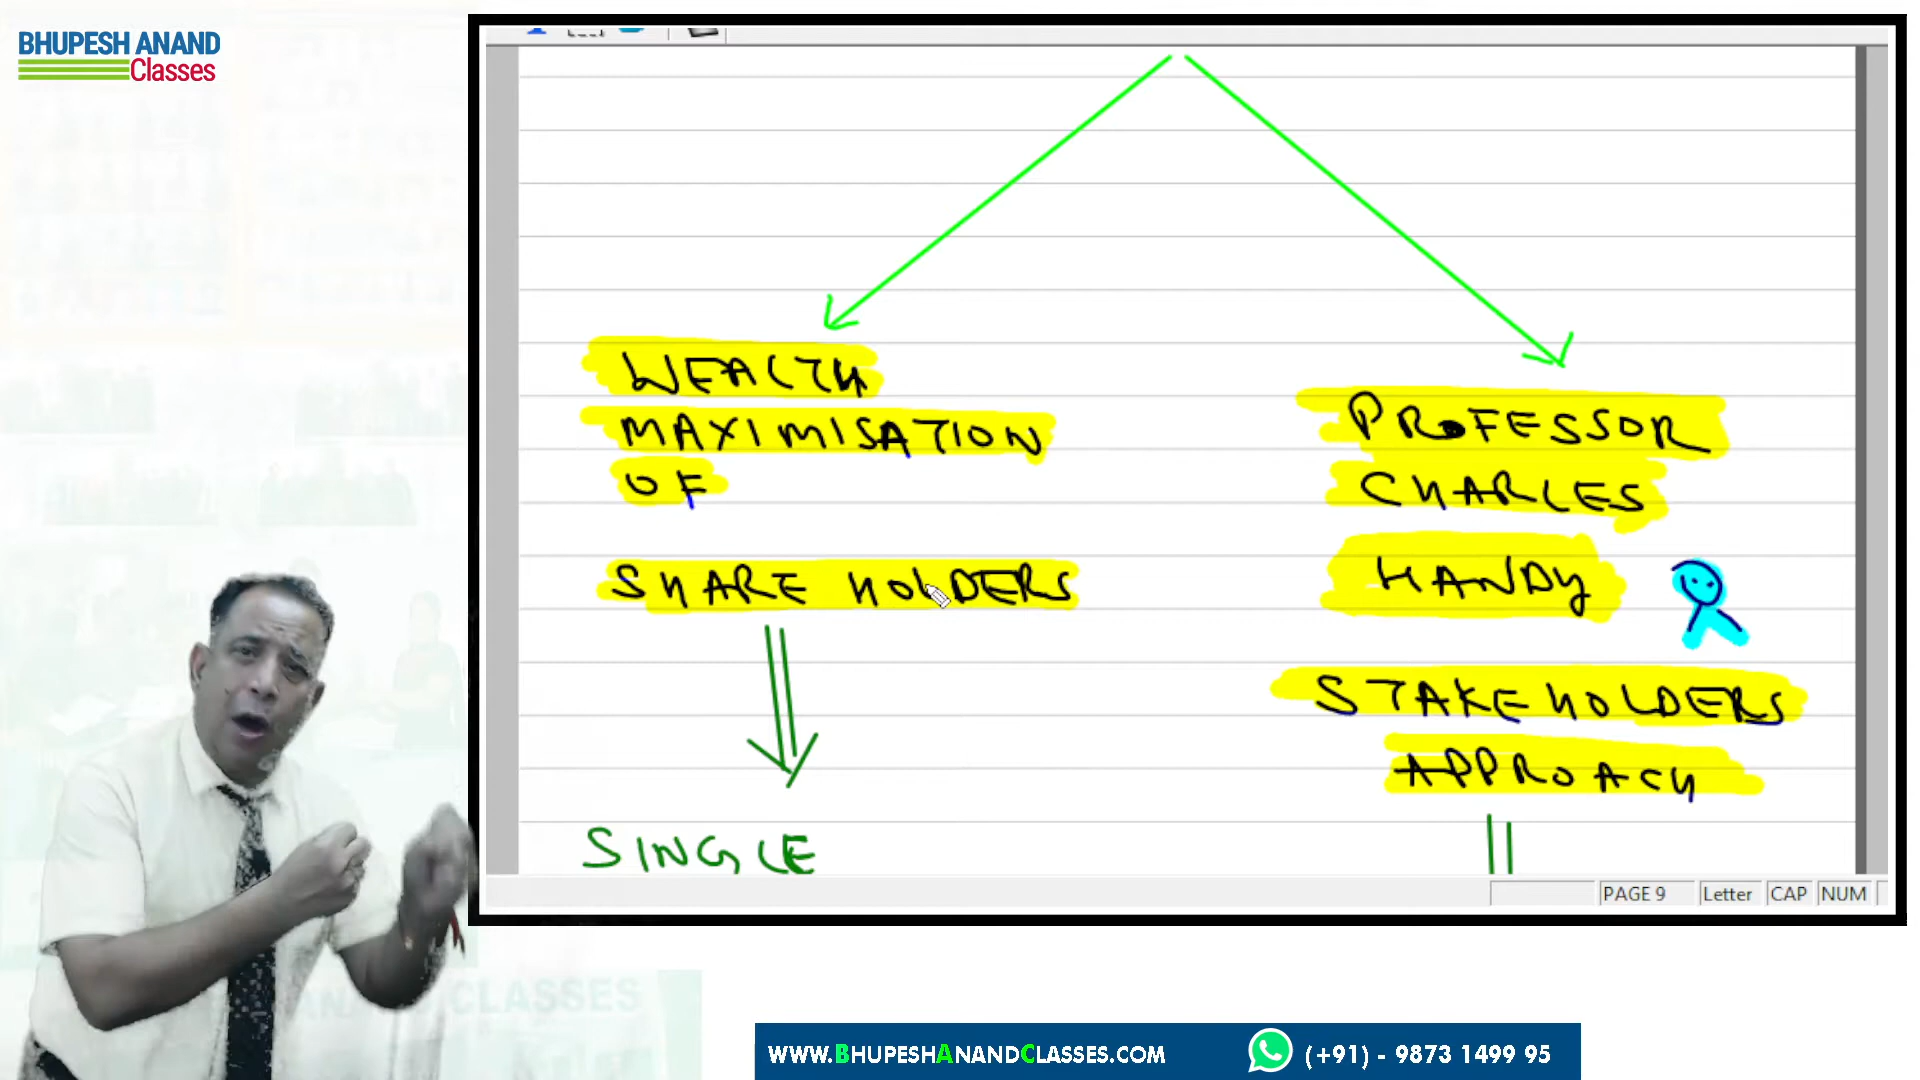 BHUPESH ANAND
Classes
WEALTH
MAXIMISATION
OF
SHARE HOLDERS
SINGLE
PROFESSOR
CHARLES
HANDY
STAKEHOLDERS
APPROACH
PAGE 9 Letter CAP NUM
CLASSES
WWW.BHUPESHANANDCLASSES.COM (+91) - 9873 1499 95